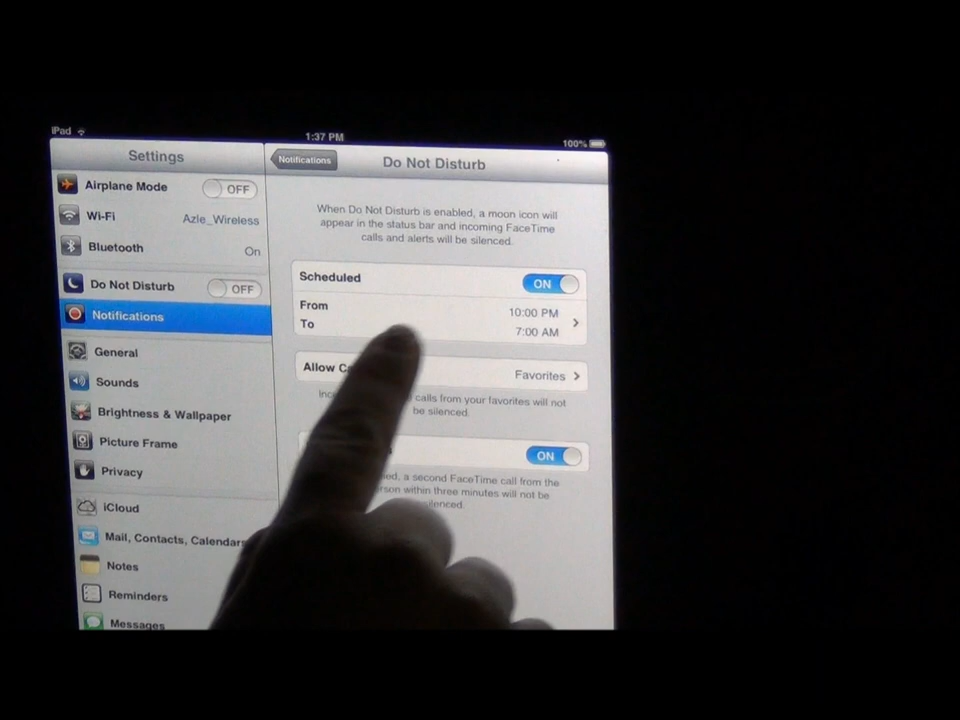 iPad
1:37 PM
100%
Settings
Notifications
Do Not Disturb
Airplane Mode OFF
Wi-Fi Azle_Wireless
Bluetooth On
Do Not Disturb OFF
Notifications
General
Sounds
Brightness & Wallpaper
Picture Frame
Privacy
iCloud
Mail, Contacts, Calendars
Notes
Reminders
Messages
When Do Not Disturb is enabled, a moon icon will
appear in the status bar and incoming FaceTime
calls and alerts will be silenced.
Scheduled ON
From 10:00 PM
To 7:00 AM
Allow Favorites
calls from your favorites will not
be silenced.
ON
a second FaceTime call from the
within three minutes will not be